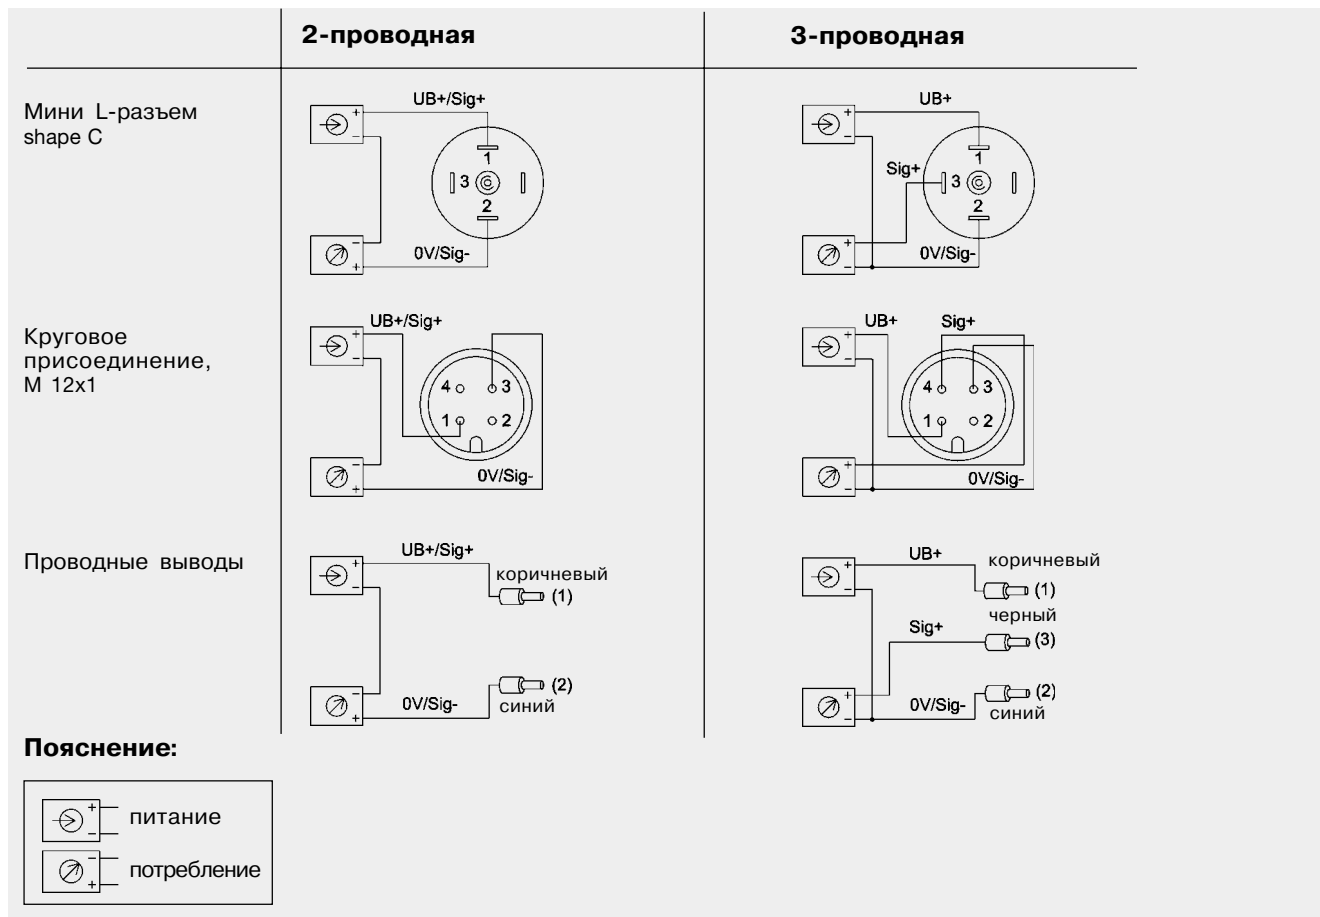 2-проводная
3-проводная
Мини L-разъем
shape C
UB+/Sig+
+
-
1
3
2
-
+
0V/Sig-
UB+
+
-
1
Sig+
3
2
+
-
0V/Sig-
Круговое
присоединение,
М 12x1
UB+/Sig+
+
-
4
3
1
2
-
+
0V/Sig-
UB+
Sig+
+
-
4
3
1
2
+
-
0V/Sig-
Проводные выводы
UB+/Sig+
+
-
коричневый
(1)
-
+
0V/Sig-
(2)
синий
UB+
+
-
коричневый
(1)
черный
Sig+
(3)
+
-
0V/Sig-
(2)
синий
Пояснение:
+
-
питание
-
+
потребление